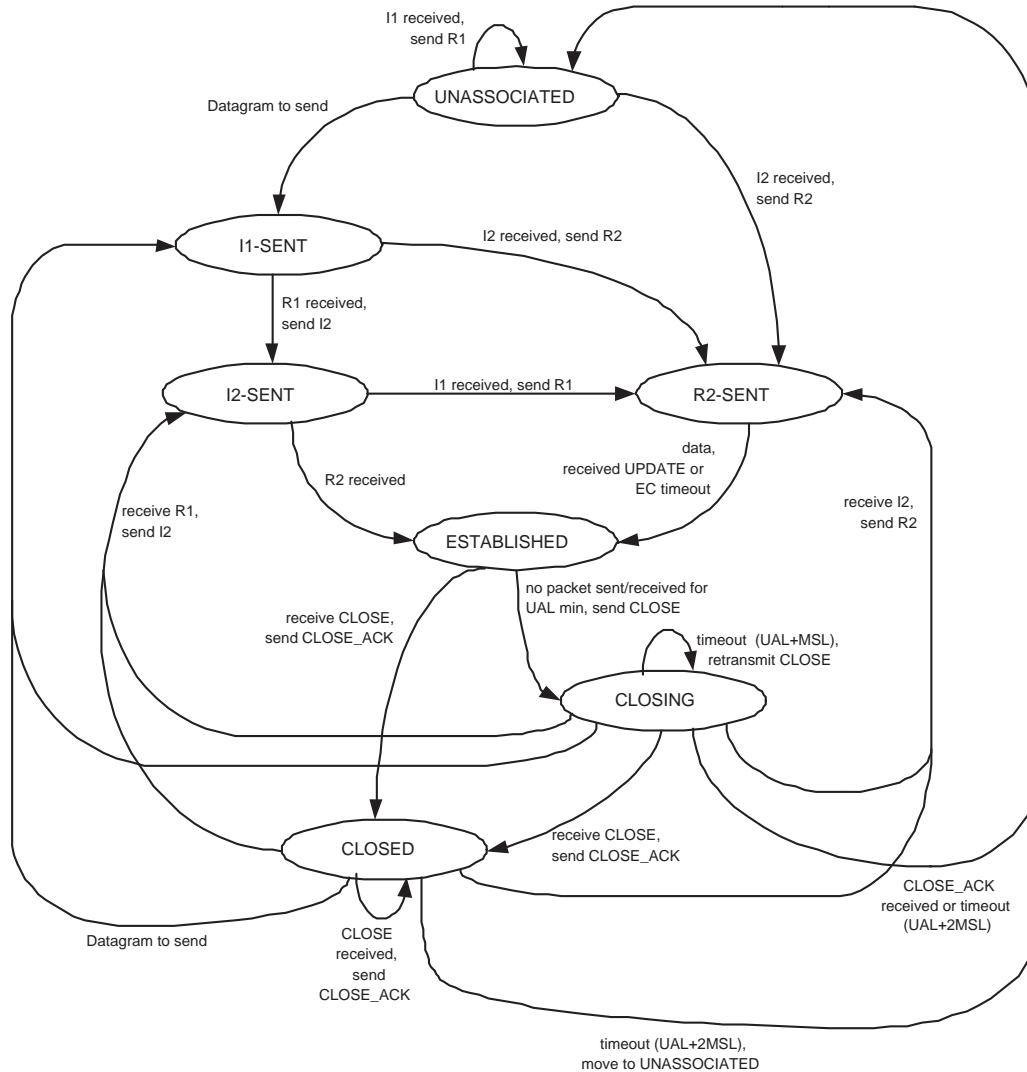 I1 received,
send R1
UNASSOCIATED
Datagram to send
I2 received,
send R2
I1-SENT
I2 received, send R2
R1 received,
send I2
I2-SENT
I1 received, send R1
R2-SENT
data,
received UPDATE or
EC timeout
R2 received
receive R1,
send I2
receive I2,
send R2
ESTABLISHED
no packet sent/received for
UAL min, send CLOSE
receive CLOSE,
send CLOSE_ACK
timeout (UAL+MSL),
retransmit CLOSE
CLOSING
receive CLOSE,
send CLOSE_ACK
CLOSED
CLOSE_ACK
received or timeout
(UAL+2MSL)
Datagram to send
CLOSE
received,
send
CLOSE_ACK
timeout (UAL+2MSL),
move to UNASSOCIATED